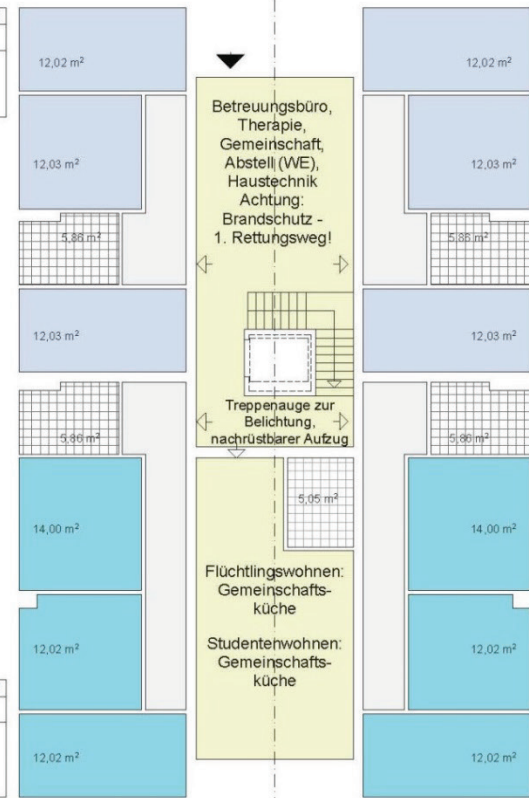 12,02 m²
12,02 m²
Betreuungsbüro,
Therapie,
Gemeinschaft,
Abstell (WE),
Haustechnik
Achtung:
Brandschutz -
1. Rettungsweg!
12,03 m²
12,03 m²
5,86 m²
5,86 m²
12,03 m²
12,03 m²
Treppenauge zur
Belichtung,
nachrüstbarer Aufzug
5,86 m²
5,86 m²
5,05 m²
14,00 m²
14,00 m²
Flüchtlingswohnen:
Gemeinschafts-
küche
Studentenwohnen:
Gemeinschafts-
küche
12,02 m²
12,02 m²
12,02 m²
12,02 m²